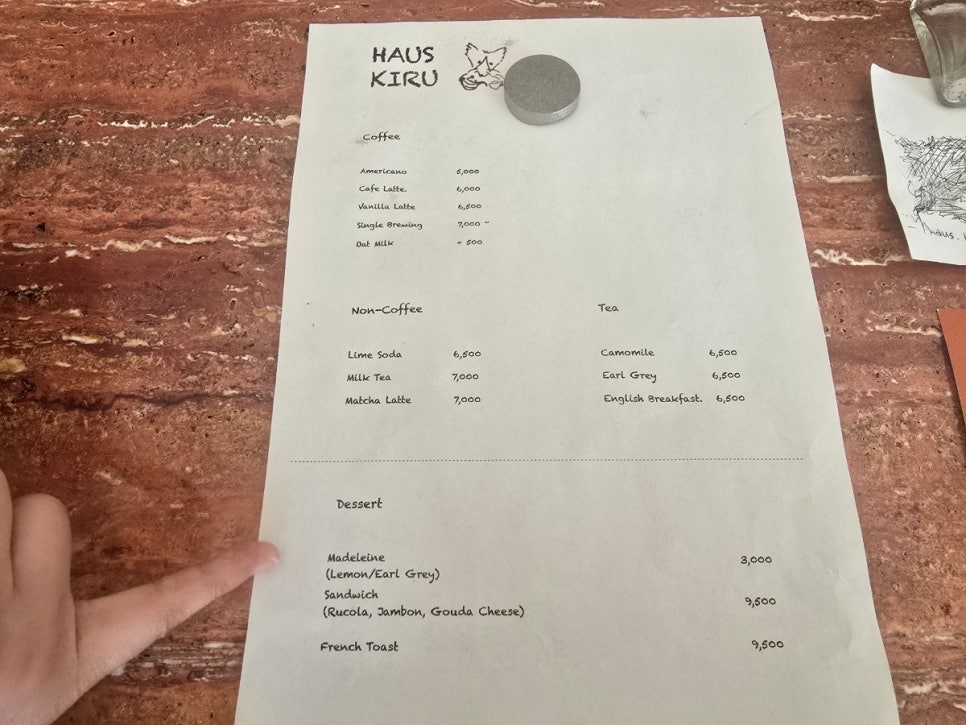 HAUS
KIRU
Coffee
Americano 5,000
Cafe Latte. 6,000
Vanilla Latte 6,500
Single Brewing 7,000 ~
Oat Milk + 500
Non-Coffee
Lime Soda 6,500
Milk Tea 7,000
Matcha Latte 7,000
Tea
Camomile 6,500
Earl Grey 6,500
English Breakfast. 6,500
Dessert
Madeleine 3,000
(Lemon/Earl Grey)
Sandwich 9,500
(Rucola, Jambon, Gouda Cheese)
French Toast 9,500